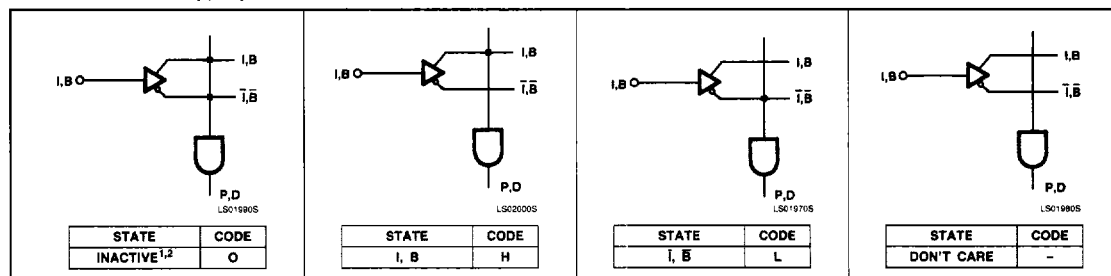 I,B
I,B
Ī,B̄
P,D
LS01990S
STATE CODE
INACTIVE1,2 O
I,B
I,B
Ī,B̄
P,D
LS02000S
STATE CODE
I, B H
I,B
I,B
Ī,B̄
P,D
LS01970S
STATE CODE
Ī, B̄ L
I,B
I,B
Ī,B̄
P,D
LS01980S
STATE CODE
DON'T CARE –